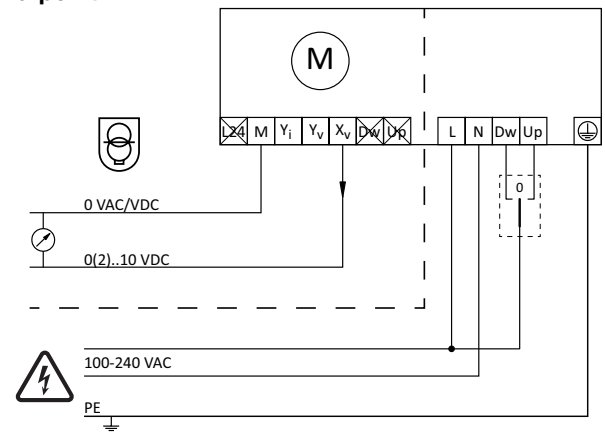 M
L24 M Yi Yv Xv Dw Up L N Dw Up
0
0 VAC/VDC
0(2)..10 VDC
100-240 VAC
PE